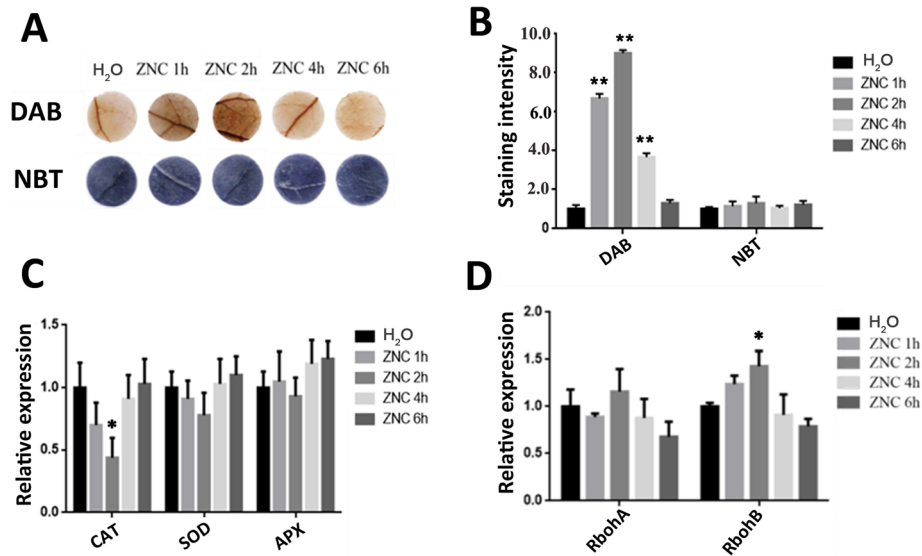 A
H₂O ZNC 1h ZNC 2h ZNC 4h ZNC 6h
DAB
NBT
B
Staining intensity
10.0
8.0
6.0
4.0
2.0
0
** ** **
DAB NBT
H₂O
ZNC 1h
ZNC 2h
ZNC 4h
ZNC 6h
C
Relative expression
1.5
1.0
0.5
0.0
*
CAT SOD APX
H₂O
ZNC 1h
ZNC 2h
ZNC 4h
ZNC 6h
D
Relative expression
2.0
1.5
1.0
0.5
0.0
*
RbohA RbohB
H₂O
ZNC 1h
ZNC 2h
ZNC 4h
ZNC 6h